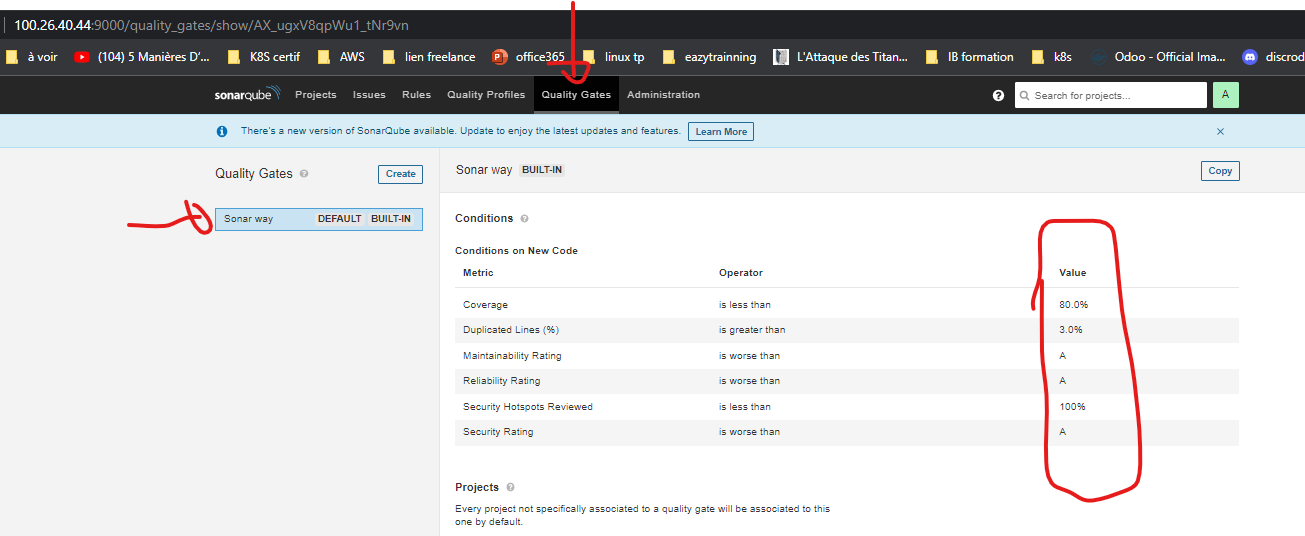 100.26.40.44:9000/quality_gates/show/AX_ugxV8qpWu1_tNr9vn
à voir (104) 5 Manières D'... K8S certif AWS lien freelance office365 linux tp eazytrainning L'Attaque des Titan... IB formation k8s Odoo - Official Ima... discrod
sonarqube Projects Issues Rules Quality Profiles Quality Gates Administration ? Search for projects... A
There's a new version of SonarQube available. Update to enjoy the latest updates and features. Learn More
Quality Gates ? Create
Sonar way DEFAULT BUILT-IN
Sonar way BUILT-IN Copy
Conditions ?
Conditions on New Code
Metric Operator Value
Coverage is less than 80.0%
Duplicated Lines (%) is greater than 3.0%
Maintainability Rating is worse than A
Reliability Rating is worse than A
Security Hotspots Reviewed is less than 100%
Security Rating is worse than A
Projects ?
Every project not specifically associated to a quality gate will be associated to this
one by default.